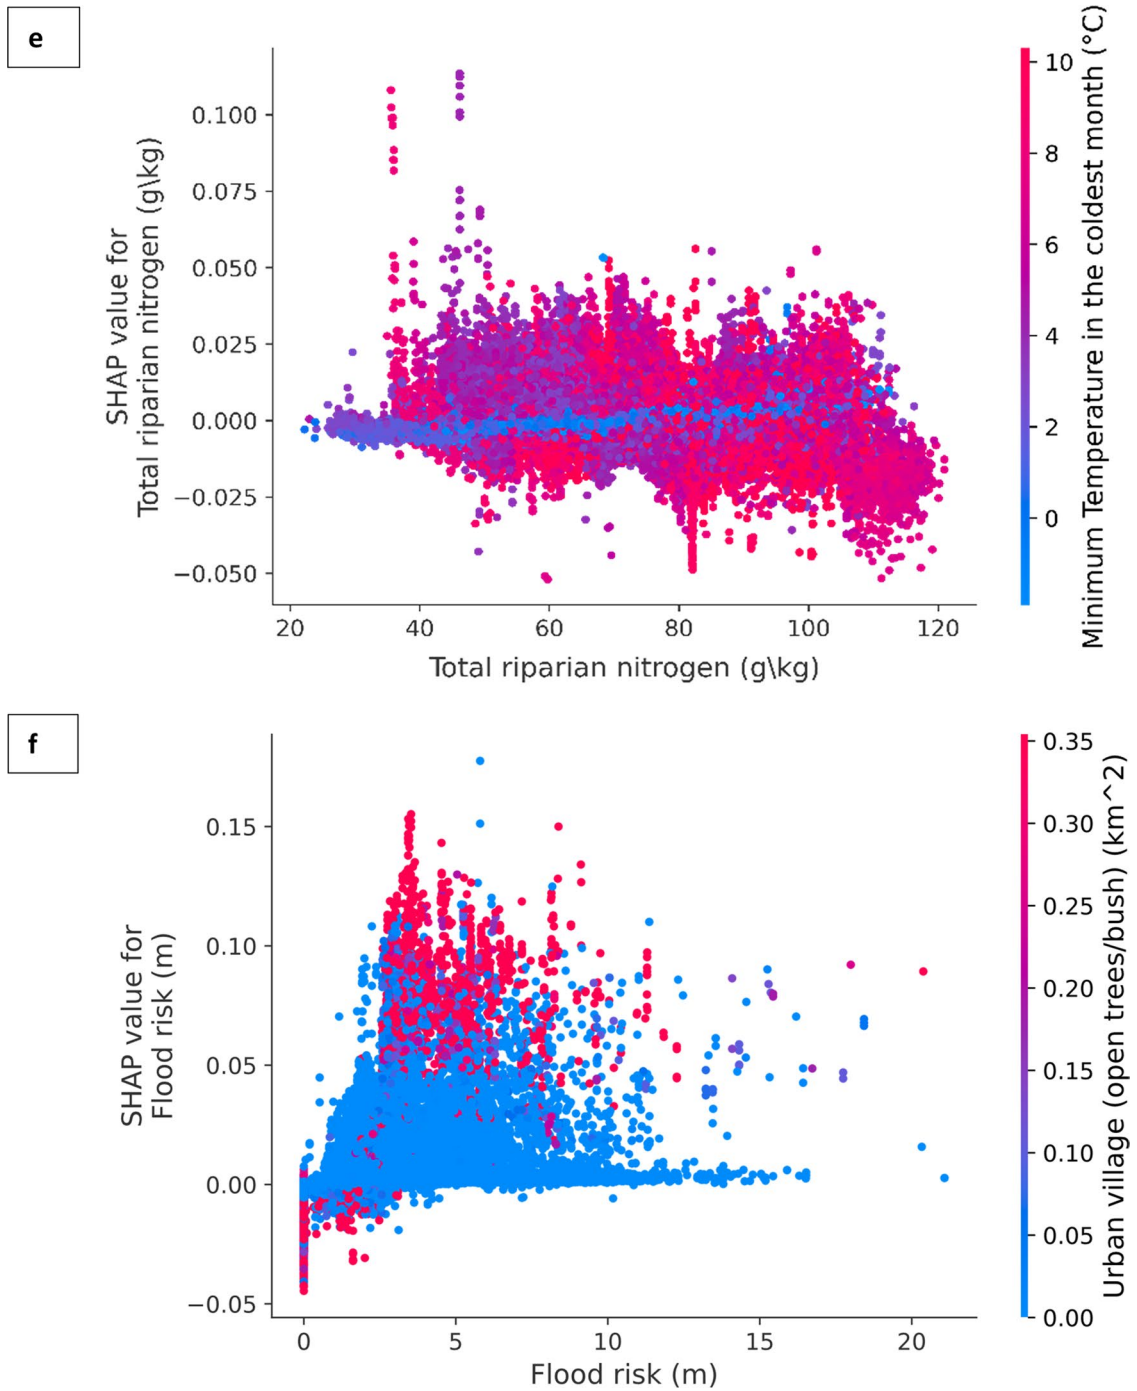 e
SHAP value for
Total riparian nitrogen (g\kg)
0.100
0.075
0.050
0.025
0.000
−0.025
−0.050
20 40 60 80 100 120
Total riparian nitrogen (g\kg)
10
8
6
4
2
0
Minimum Temperature in the coldest month (°C)
f
SHAP value for
Flood risk (m)
0.15
0.10
0.05
0.00
−0.05
0 5 10 15 20
Flood risk (m)
0.35
0.30
0.25
0.20
0.15
0.10
0.05
0.00
Urban village (open trees/bush) (km^2)